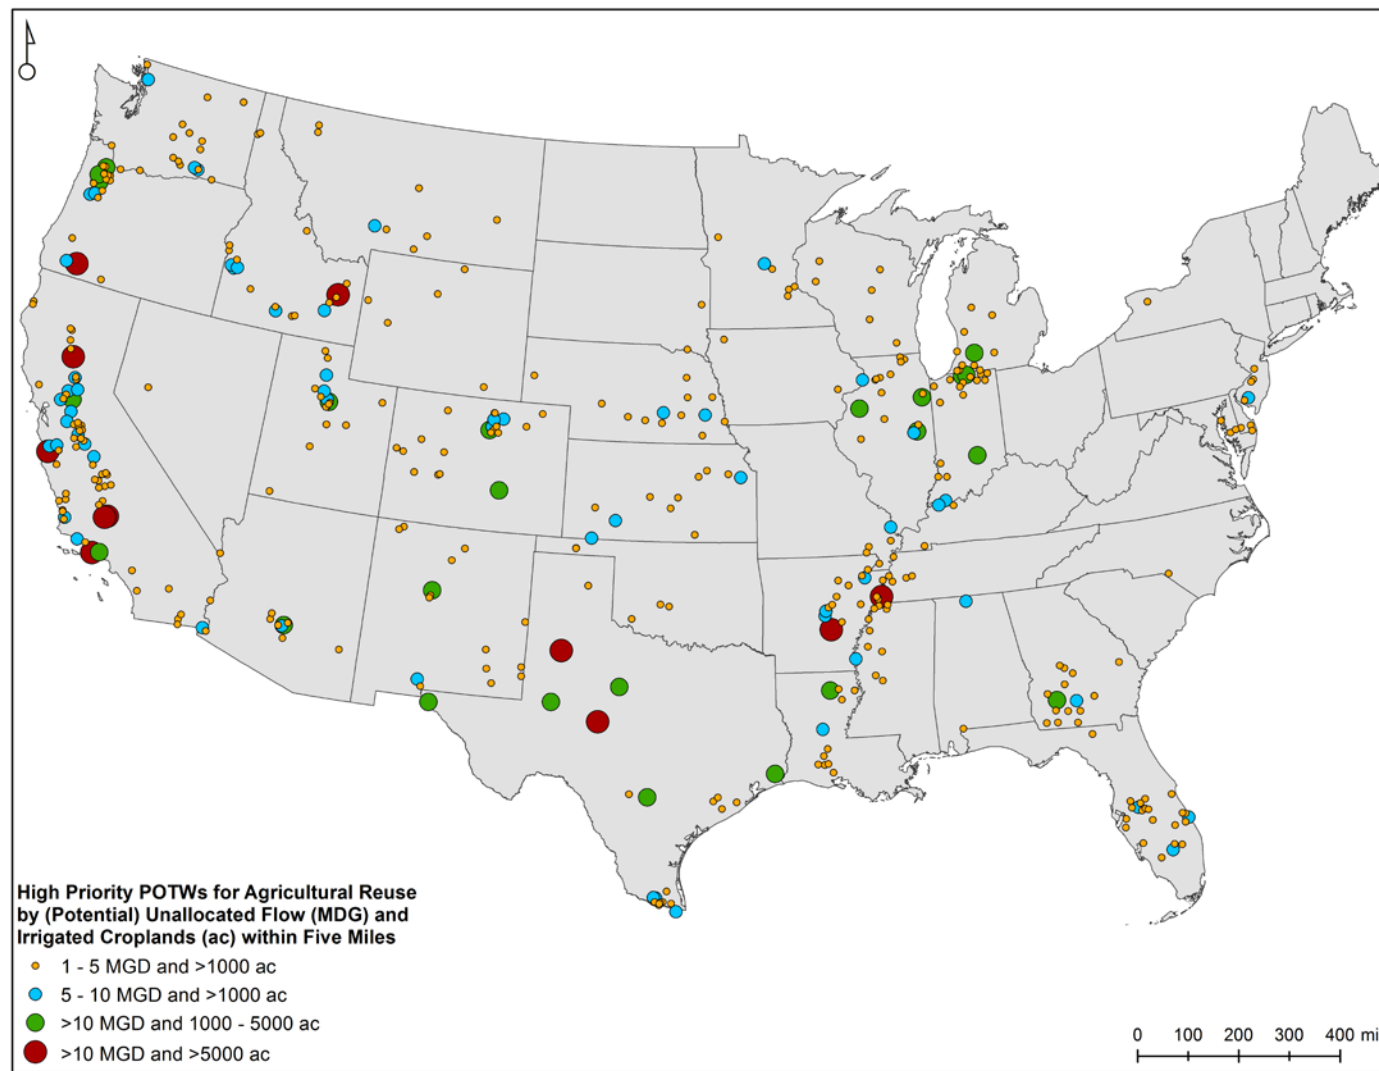 High Priority POTWs for Agricultural Reuse
by (Potential) Unallocated Flow (MDG) and
Irrigated Croplands (ac) within Five Miles
1 - 5 MGD and >1000 ac
5 - 10 MGD and >1000 ac
>10 MGD and 1000 - 5000 ac
>10 MGD and >5000 ac
0 100 200 300 400 mi